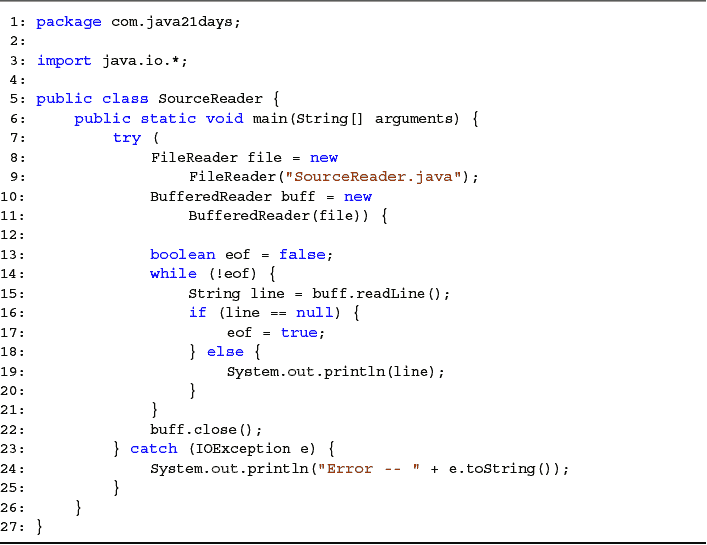 1: package com.java21days;
2:
3: import java.io.*;
4:
5: public class SourceReader {
6:     public static void main(String[] arguments) {
7:         try (
8:             FileReader file = new
9:                 FileReader("SourceReader.java");
10:             BufferedReader buff = new
11:                 BufferedReader(file)) {
12:
13:             boolean eof = false;
14:             while (!eof) {
15:                 String line = buff.readLine();
16:                 if (line == null) {
17:                     eof = true;
18:                 } else {
19:                     System.out.println(line);
20:                 }
21:             }
22:             buff.close();
23:         } catch (IOException e) {
24:             System.out.println("Error -- " + e.toString());
25:         }
26:     }
27: }